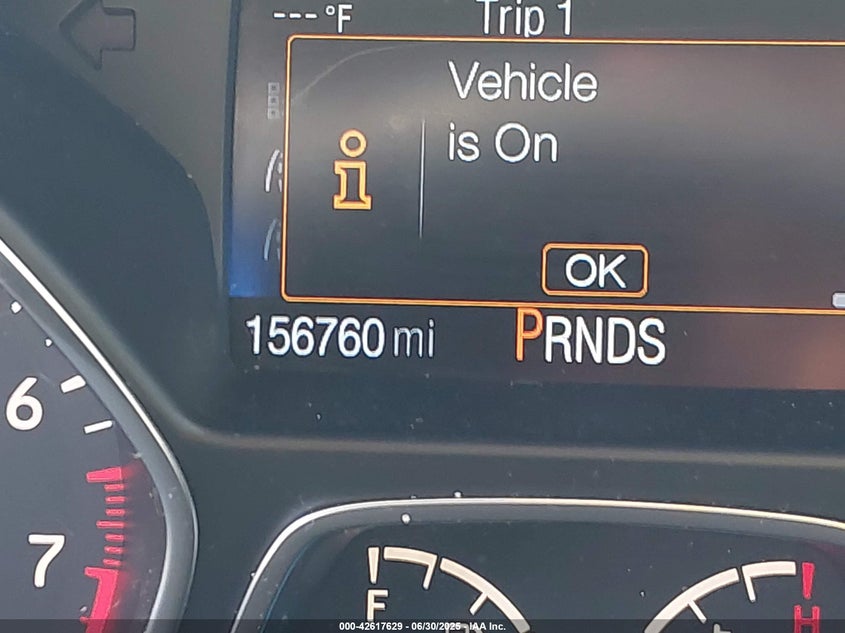 ---°F
Trip 1
Vehicle
is On
i
OK
156760 mi
PRNDS
6
7
F
H
000-42617629 - 06/30/2025 - IAA Inc.